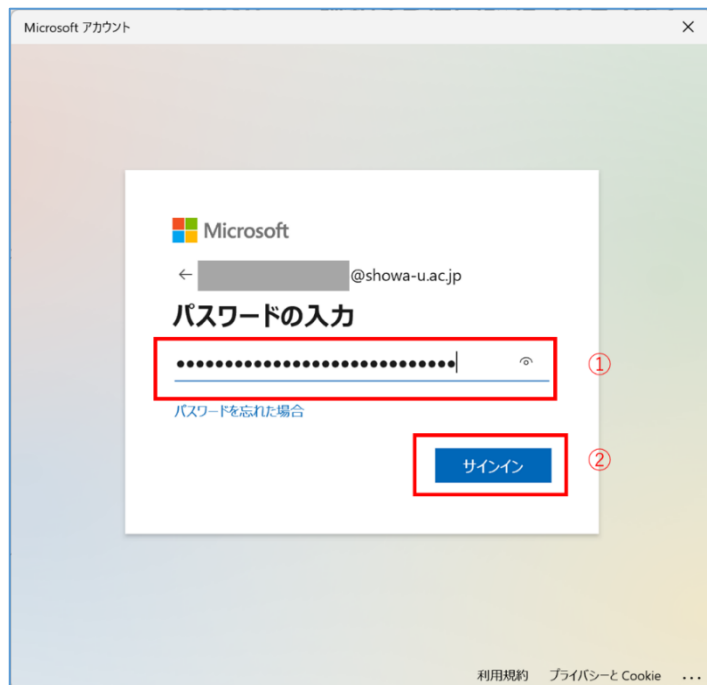 Microsoft アカウント
Microsoft
@showa-u.ac.jp
パスワードの入力
①
パスワードを忘れた場合
サインイン
②
利用規約 プライバシーと Cookie ...